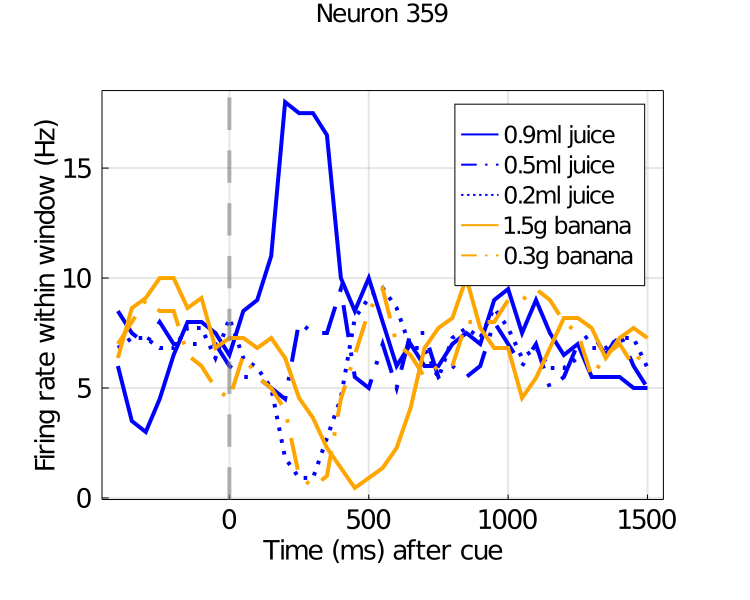 Neuron 359
Firing rate within window (Hz)
15
10
5
0
0.9ml juice
0.5ml juice
0.2ml juice
1.5g banana
0.3g banana
0 500 1000 1500
Time (ms) after cue